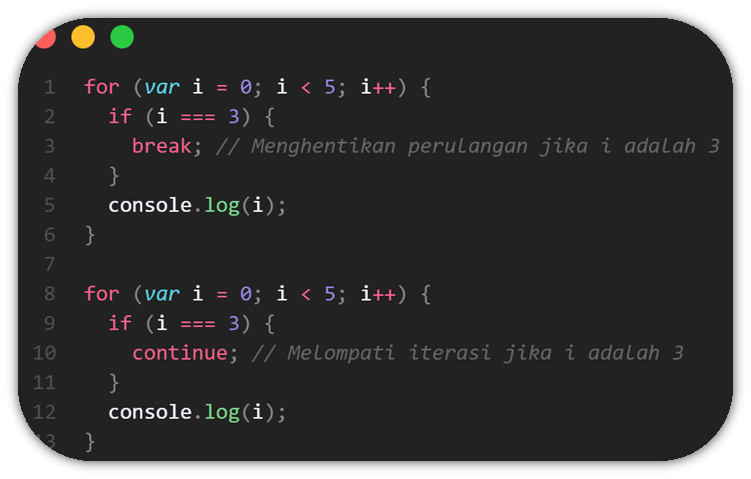 1 for (var i = 0; i < 5; i++) {
2 if (i === 3) {
3 break; // Menghentikan perulangan jika i adalah 3
4 }
5 console.log(i);
6 }
7
8 for (var i = 0; i < 5; i++) {
9 if (i === 3) {
10 continue; // Melompati iterasi jika i adalah 3
11 }
12 console.log(i);
13 }